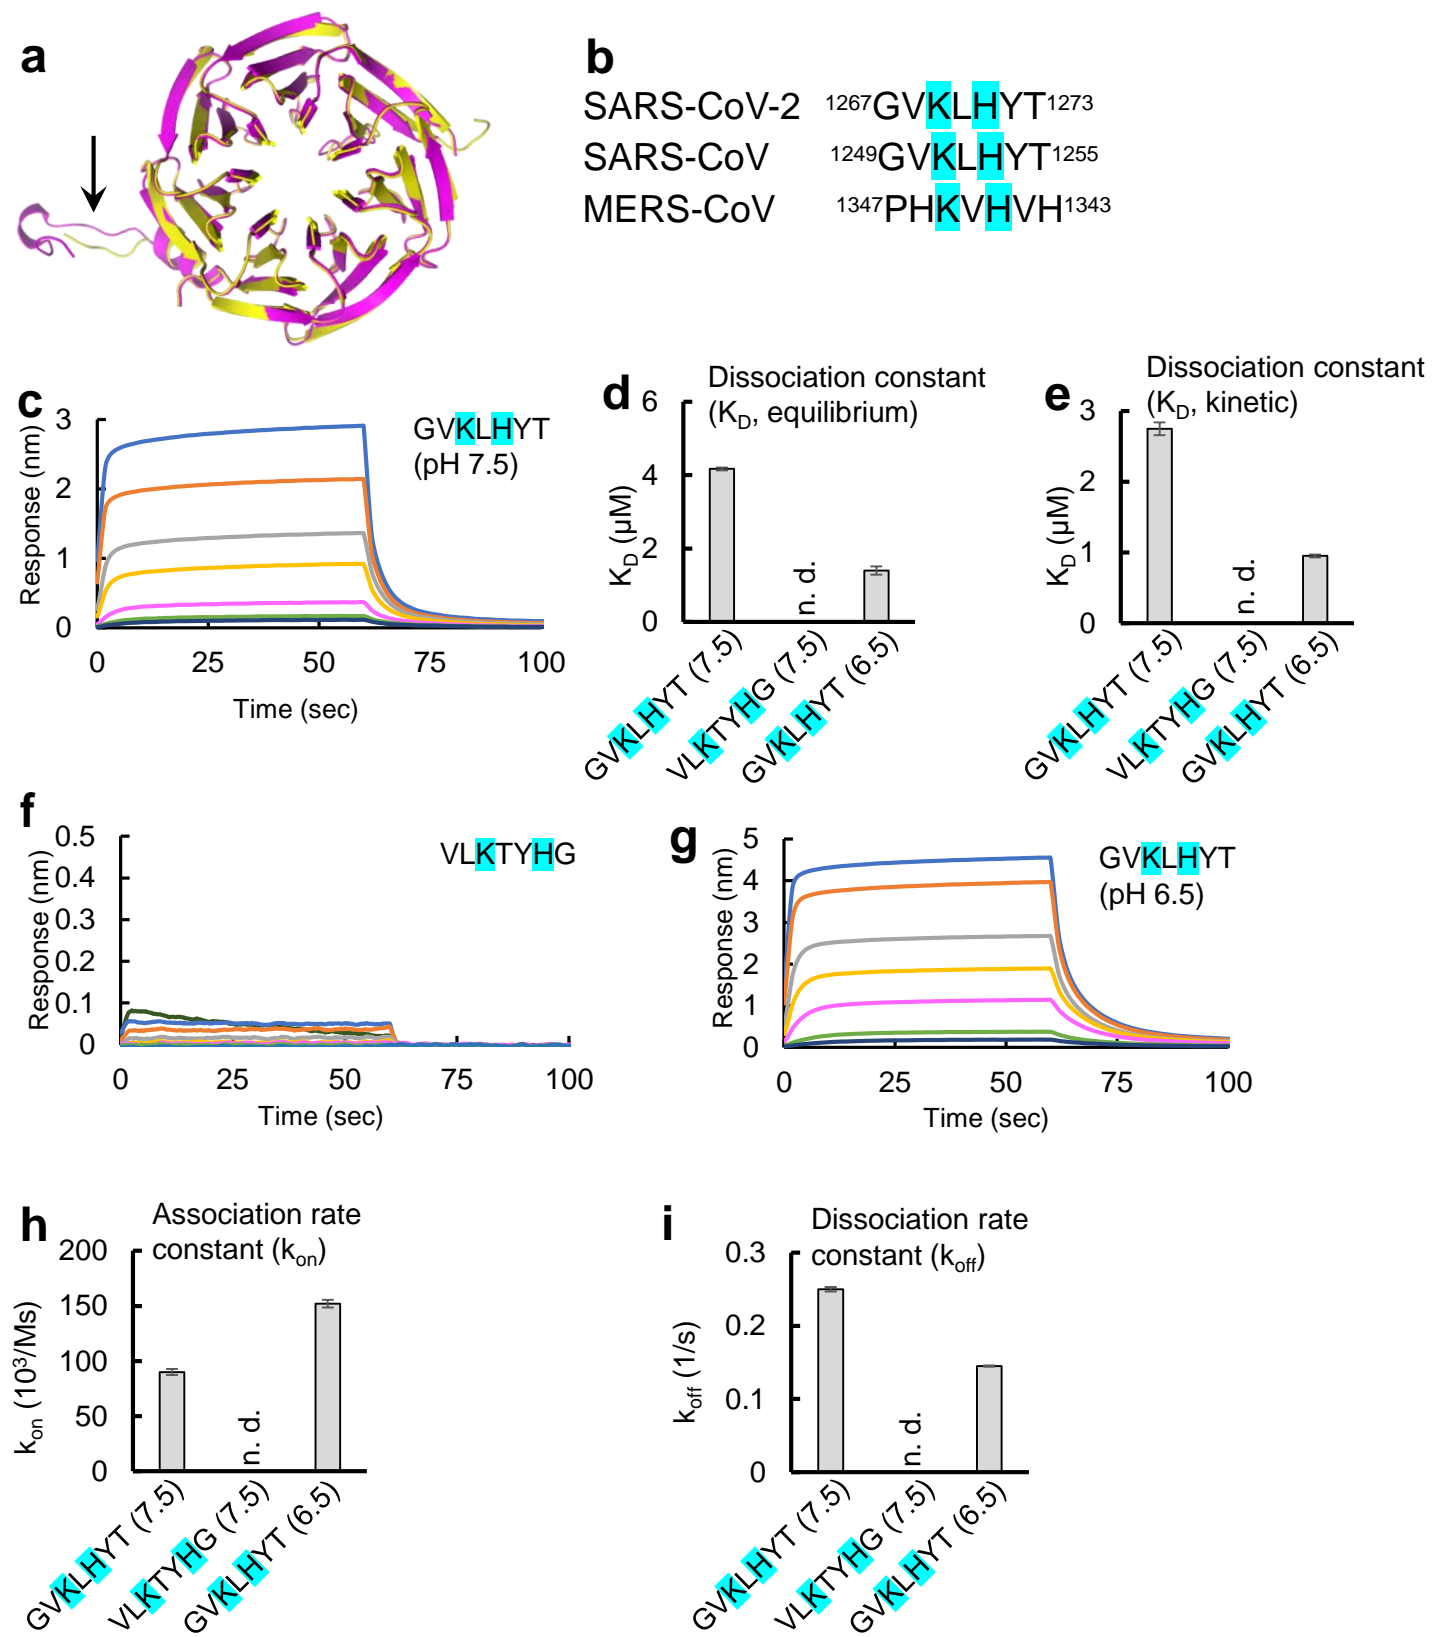 a
b
SARS-CoV-2 1267GVKLHYT1273
SARS-CoV 1249GVKLHYT1255
MERS-CoV 1347PHKVHVH1343
c
Response (nm)
3
2
1
0
0 25 50 75 100
Time (sec)
GVKLHYT
(pH 7.5)
d
Dissociation constant
(KD, equilibrium)
KD (µM)
6
4
2
0
n. d.
GVKLHYT (7.5)
VLKTYHG (7.5)
GVKLHYT (6.5)
e
Dissociation constant
(KD, kinetic)
KD (µM)
3
2
1
0
n. d.
GVKLHYT (7.5)
VLKTYHG (7.5)
GVKLHYT (6.5)
f
Response (nm)
0.5
0.4
0.3
0.2
0.1
0
0 25 50 75 100
Time (sec)
VLKTYHG
g
Response (nm)
5
4
3
2
1
0
0 25 50 75 100
Time (sec)
GVKLHYT
(pH 6.5)
h
Association rate
constant (kon)
kon (10³/Ms)
200
150
100
50
0
n. d.
GVKLHYT (7.5)
VLKTYHG (7.5)
GVKLHYT (6.5)
i
Dissociation rate
constant (koff)
koff (1/s)
0.3
0.2
0.1
0
n. d.
GVKLHYT (7.5)
VLKTYHG (7.5)
GVKLHYT (6.5)